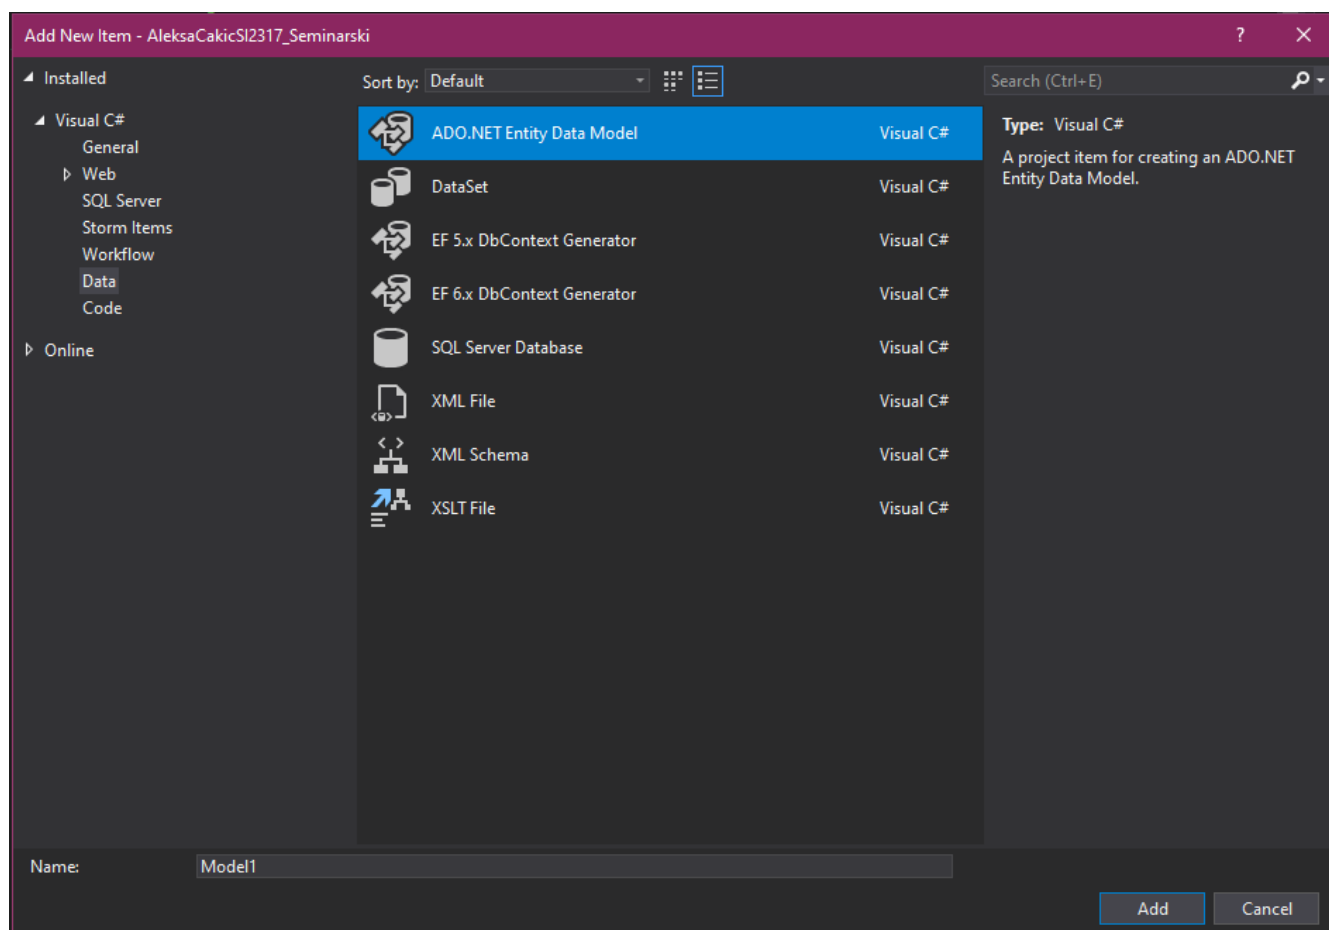 Add New Item - AleksaCakicSI2317_Seminarski
?
Installed
Visual C#
General
Web
SQL Server
Storm Items
Workflow
Data
Code
Online
Sort by: Default
ADO.NET Entity Data Model Visual C#
DataSet Visual C#
EF 5.x DbContext Generator Visual C#
EF 6.x DbContext Generator Visual C#
SQL Server Database Visual C#
XML File Visual C#
XML Schema Visual C#
XSLT File Visual C#
Search (Ctrl+E)
Type: Visual C#
A project item for creating an ADO.NET
Entity Data Model.
Name: Model1
Add Cancel